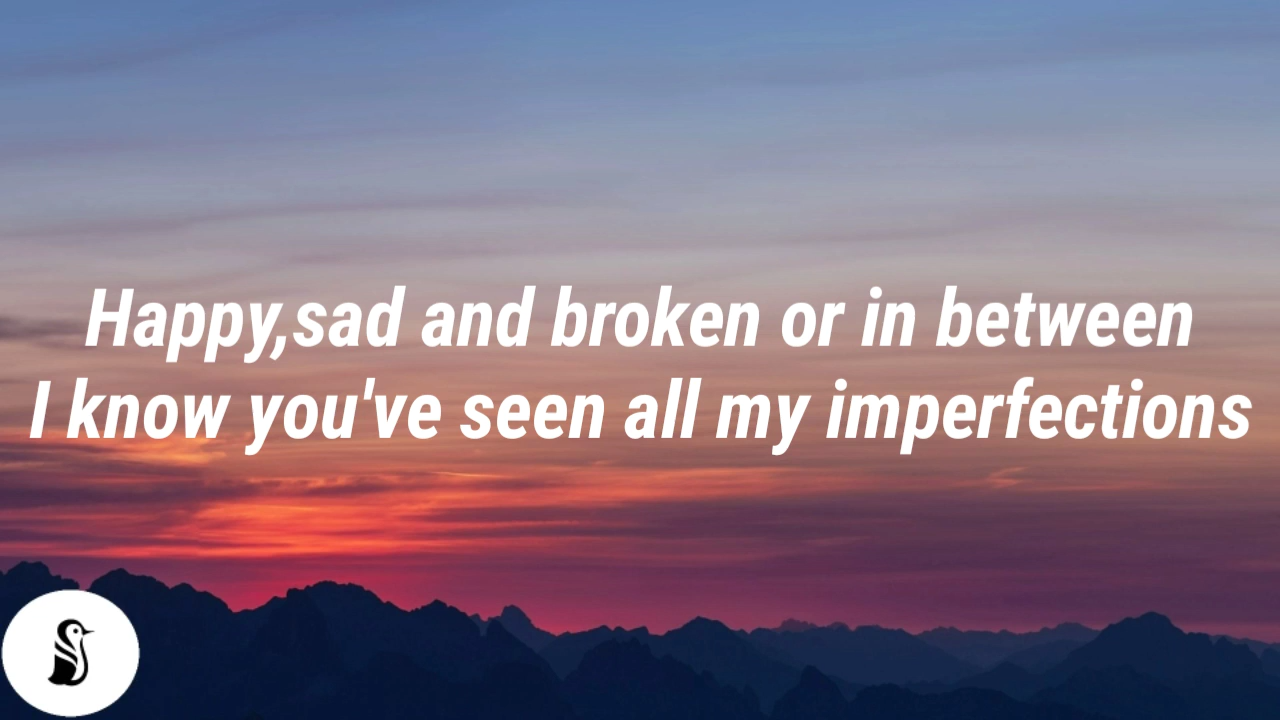 Happy,sad and broken or in between
I know you've seen all my imperfections